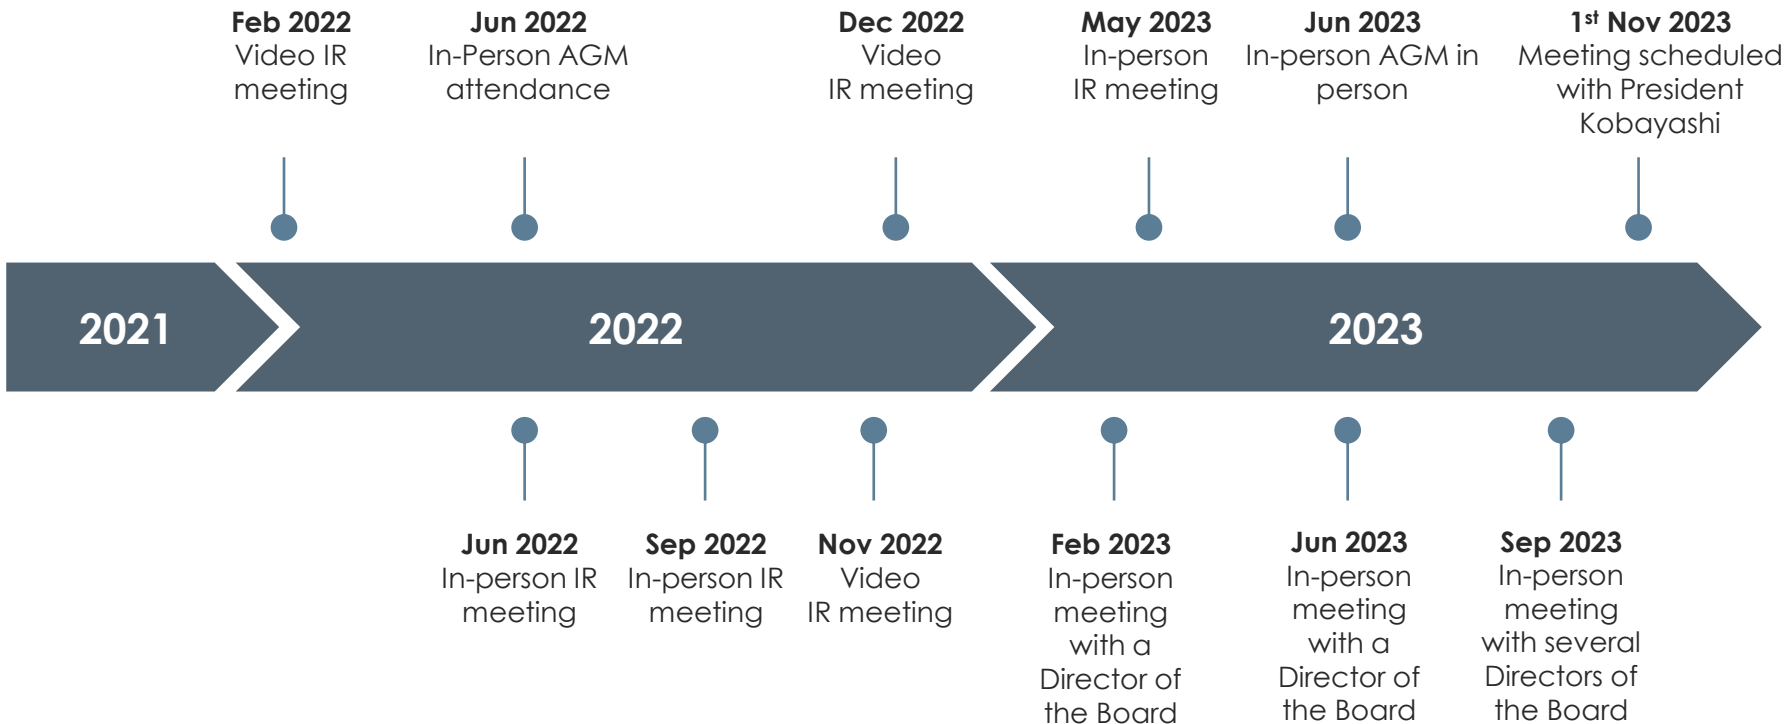 Feb 2022
Video IR
meeting
Jun 2022
In-Person AGM
attendance
Dec 2022
Video
IR meeting
May 2023
In-person
IR meeting
Jun 2023
In-person AGM in
person
1st Nov 2023
Meeting scheduled
with President
Kobayashi
2021
2022
2023
Jun 2022
In-person IR
meeting
Sep 2022
In-person IR
meeting
Nov 2022
Video
IR meeting
Feb 2023
In-person
meeting
with a
Director of
the Board
Jun 2023
In-person
meeting
with a
Director of
the Board
Sep 2023
In-person
meeting
with several
Directors of
the Board